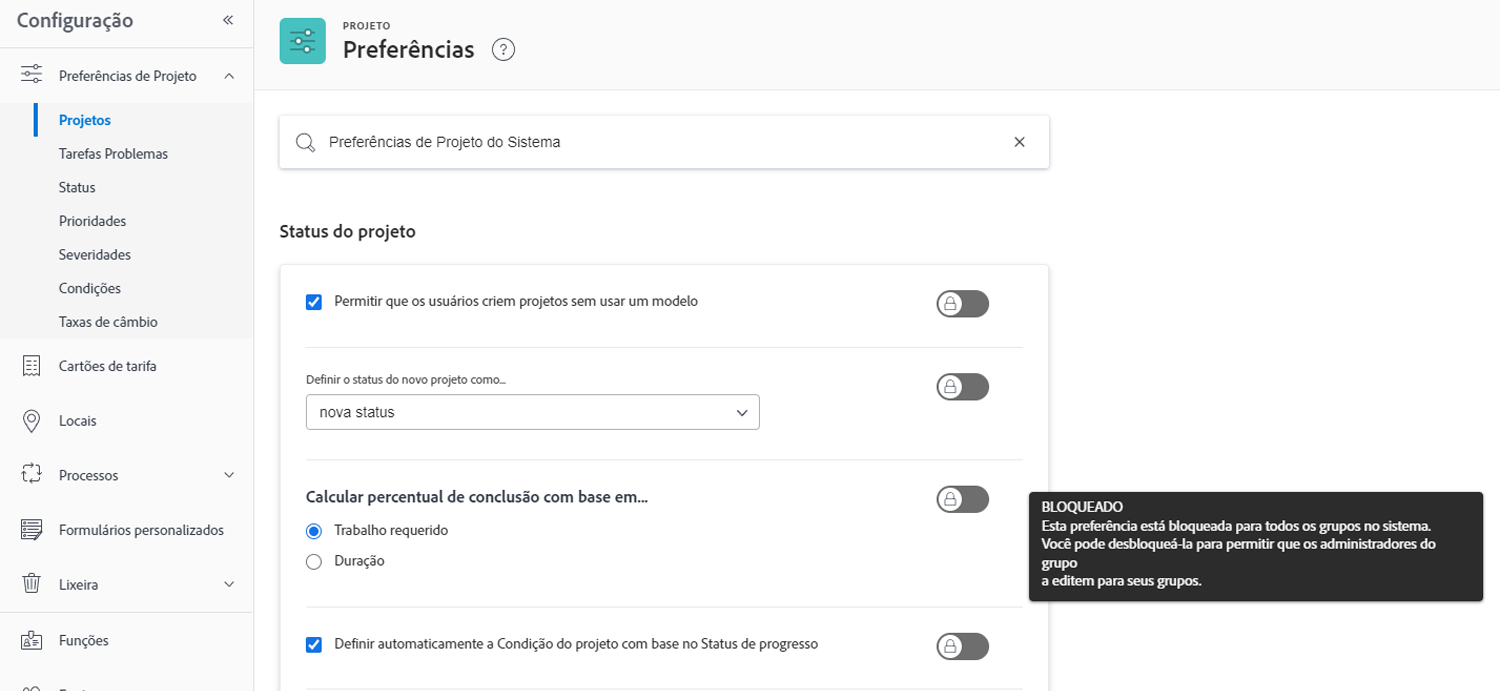 Configuração
«
Preferências de Projeto
Projetos
Tarefas Problemas
Status
Prioridades
Severidades
Condições
Taxas de câmbio
Cartões de tarifa
Locais
Processos
Formulários personalizados
Lixeira
Funções
PROJETO
Preferências ?
Preferências de Projeto do Sistema
Status do projeto
Permitir que os usuários criem projetos sem usar um modelo
Definir o status do novo projeto como...
nova status
Calcular percentual de conclusão com base em...
Trabalho requerido
Duração
Definir automaticamente a Condição do projeto com base no Status de progresso
BLOQUEADO
Esta preferência está bloqueada para todos os grupos no sistema.
Você pode desbloqueá-la para permitir que os administradores do
grupo
a editem para seus grupos.